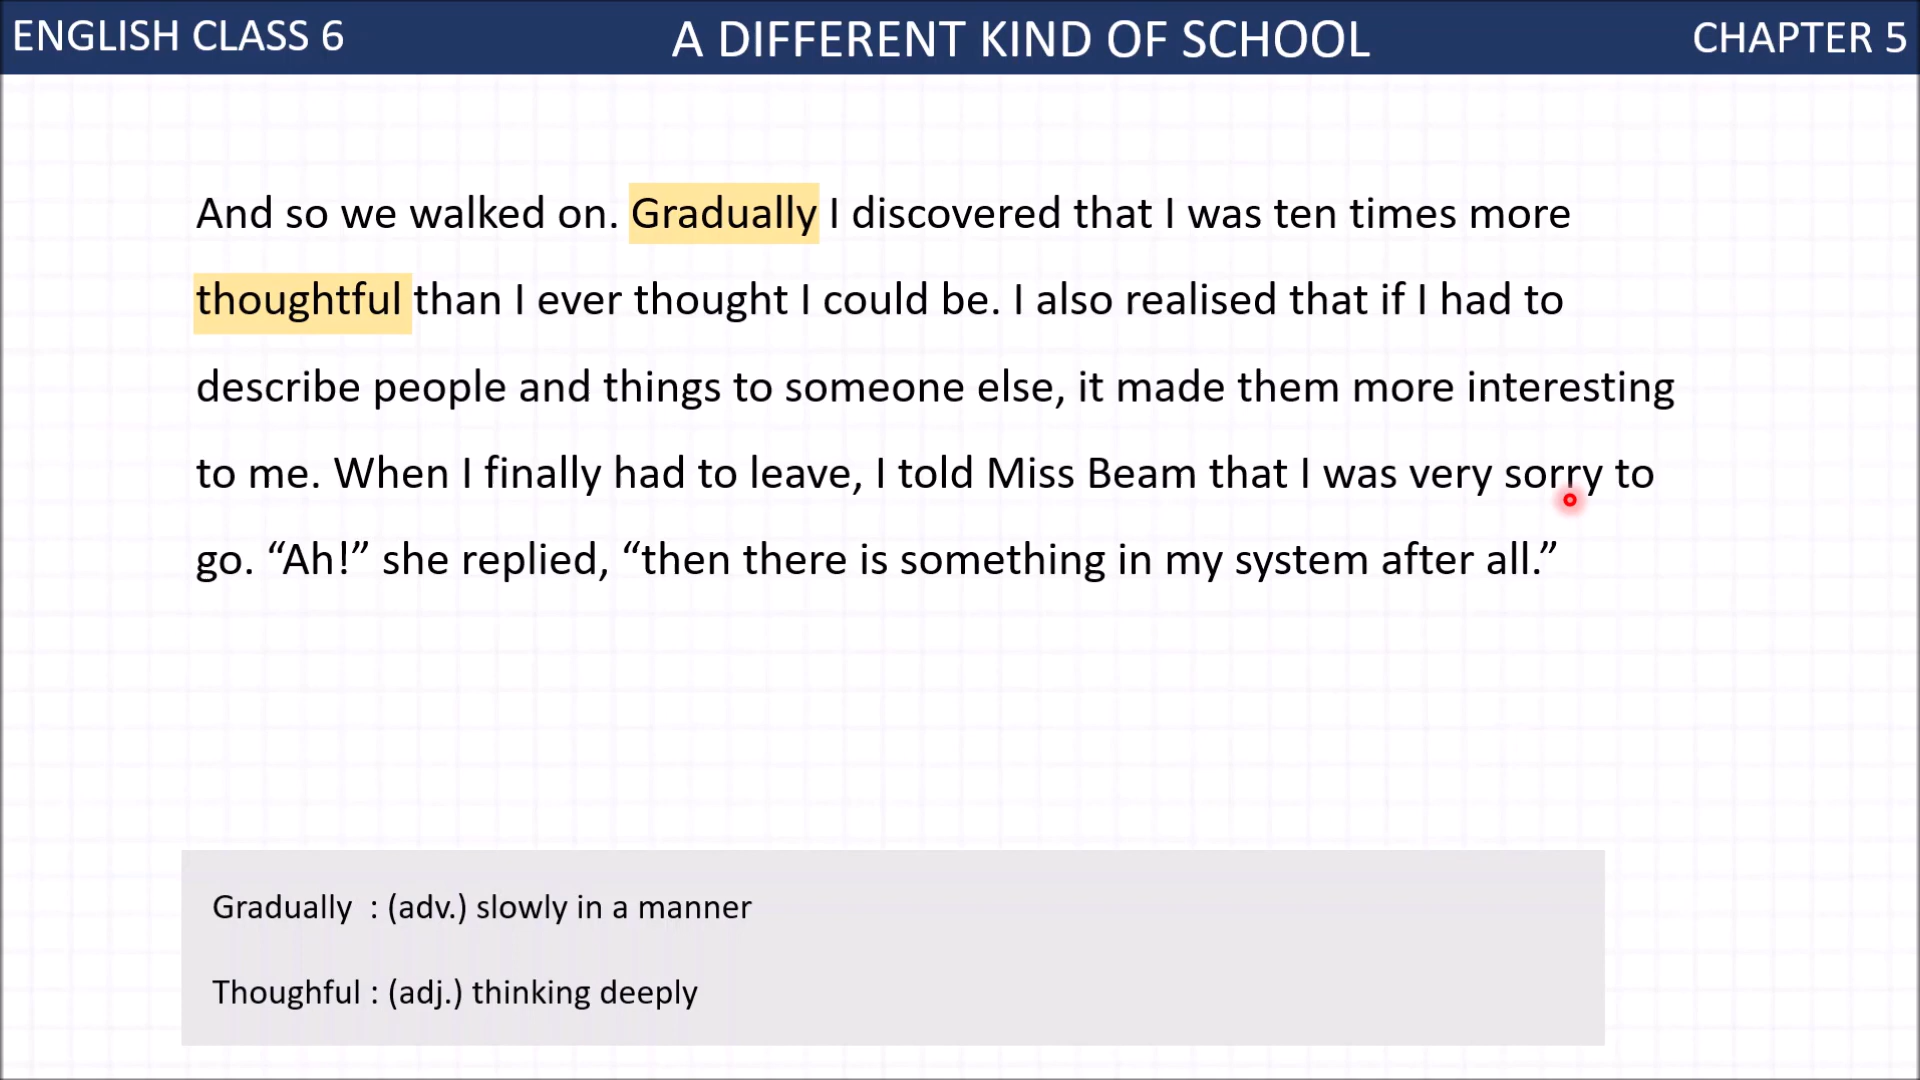 ENGLISH CLASS 6
A DIFFERENT KIND OF SCHOOL
CHAPTER 5
And so we walked on. Gradually I discovered that I was ten times more
thoughtful than I ever thought I could be. I also realised that if I had to
describe people and things to someone else, it made them more interesting
to me. When I finally had to leave, I told Miss Beam that I was very sorry to
go. “Ah!” she replied, “then there is something in my system after all.”
Gradually : (adv.) slowly in a manner
Thoughful : (adj.) thinking deeply